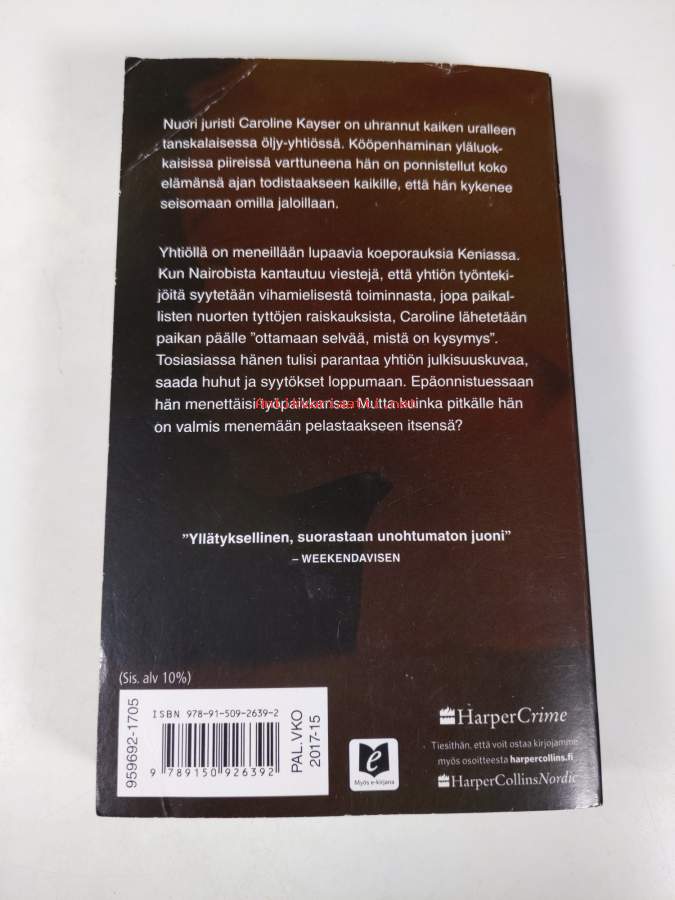 Nuori juristi Caroline Kayser on uhrannut kaiken uralleen
tanskalaisessa öljy-yhtiössä. Kööpenhaminan yläluok-
kaisissa piireissä varttuneena hän on ponnistellut koko
elämänsä ajan todistaakseen kaikille, että hän kykenee
seisomaan omilla jaloillaan.
Yhtiöllä on meneillään lupaavia koeporauksia Keniassa.
Kun Nairobista kantautuu viestejä, että yhtiön työnteki-
jöitä syytetään vihamielisestä toiminnasta, jopa paikal-
listen nuorten tyttöjen raiskauksista, Caroline lähetetään
paikan päälle ”ottamaan selvää, mistä on kysymys”.
Tosiasiassa hänen tulisi parantaa yhtiön julkisuuskuvaa,
saada huhut ja syytökset loppumaan. Epäonnistuessaan
hän menettäisi työpaikkansa. Mutta kuinka pitkälle hän
on valmis menemään pelastaakseen itsensä?
”Yllätyksellinen, suorastaan unohtumaton juoni”
– WEEKENDAVISEN
(Sis. alv 10%)
959692-1705
ISBN 978-91-509-2639-2
9 789150 926392
PAL.VKO
2017-15
e
Myös e-kirjana
HarperCrime
Tiesithän, että voit ostaa kirjojamme
myös osoitteesta harpercollins.fi
HarperCollinsNordic